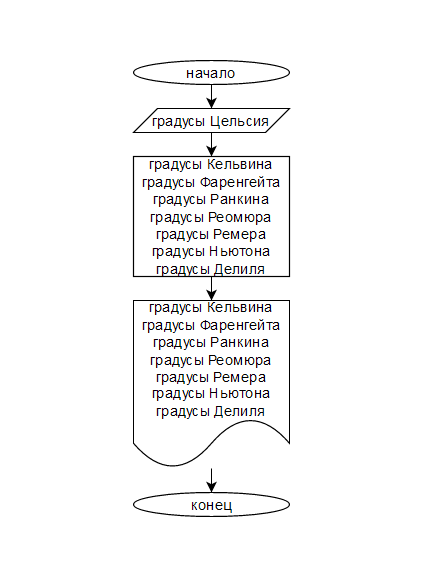 начало
градусы Цельсия
градусы Кельвина
градусы Фаренгейта
градусы Ранкина
градусы Реомюра
градусы Ремера
градусы Ньютона
градусы Делиля
градусы Кельвина
градусы Фаренгейта
градусы Ранкина
градусы Реомюра
градусы Ремера
градусы Ньютона
градусы Делиля
конец